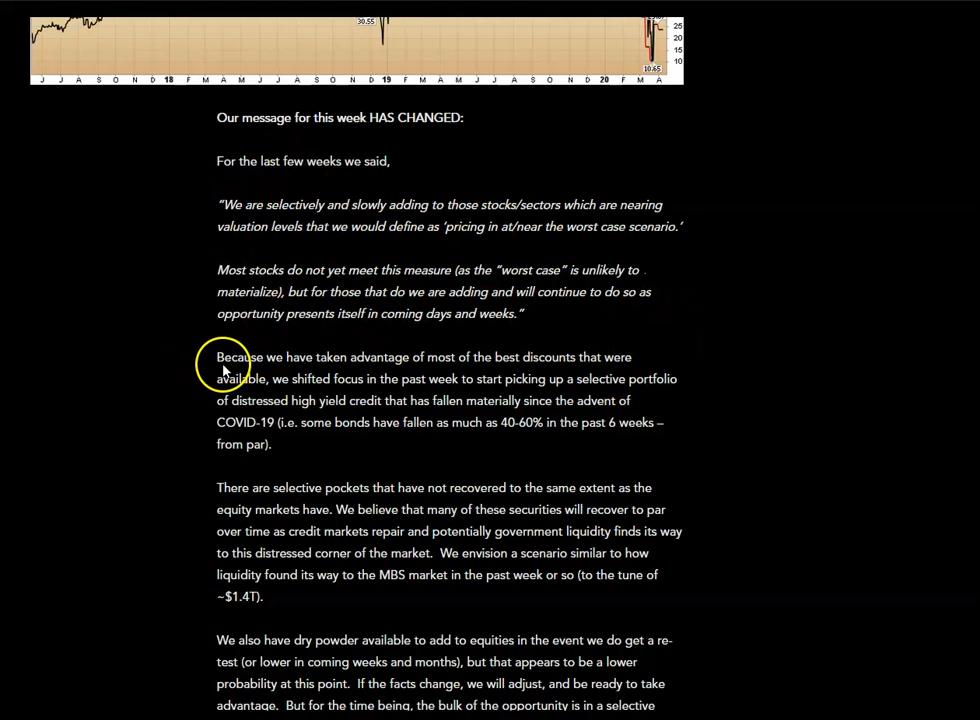 30.55
25
20
15
10
10.65
J J A S O N D 18 F M A M J J A S O N D 19 F M A M J J A S O N D 20 F M A
Our message for this week HAS CHANGED:
For the last few weeks we said,
“We are selectively and slowly adding to those stocks/sectors which are nearing
valuation levels that we would define as ‘pricing in at/near the worst case scenario.’
Most stocks do not yet meet this measure (as the “worst case” is unlikely to
materialize), but for those that do we are adding and will continue to do so as
opportunity presents itself in coming days and weeks.”
Because we have taken advantage of most of the best discounts that were
available, we shifted focus in the past week to start picking up a selective portfolio
of distressed high yield credit that has fallen materially since the advent of
COVID-19 (i.e. some bonds have fallen as much as 40-60% in the past 6 weeks –
from par).
There are selective pockets that have not recovered to the same extent as the
equity markets have. We believe that many of these securities will recover to par
over time as credit markets repair and potentially government liquidity finds its way
to this distressed corner of the market. We envision a scenario similar to how
liquidity found its way to the MBS market in the past week or so (to the tune of
~$1.4T).
We also have dry powder available to add to equities in the event we do get a re-
test (or lower in coming weeks and months), but that appears to be a lower
probability at this point. If the facts change, we will adjust, and be ready to take
advantage. But for the time being, the bulk of the opportunity is in a selective